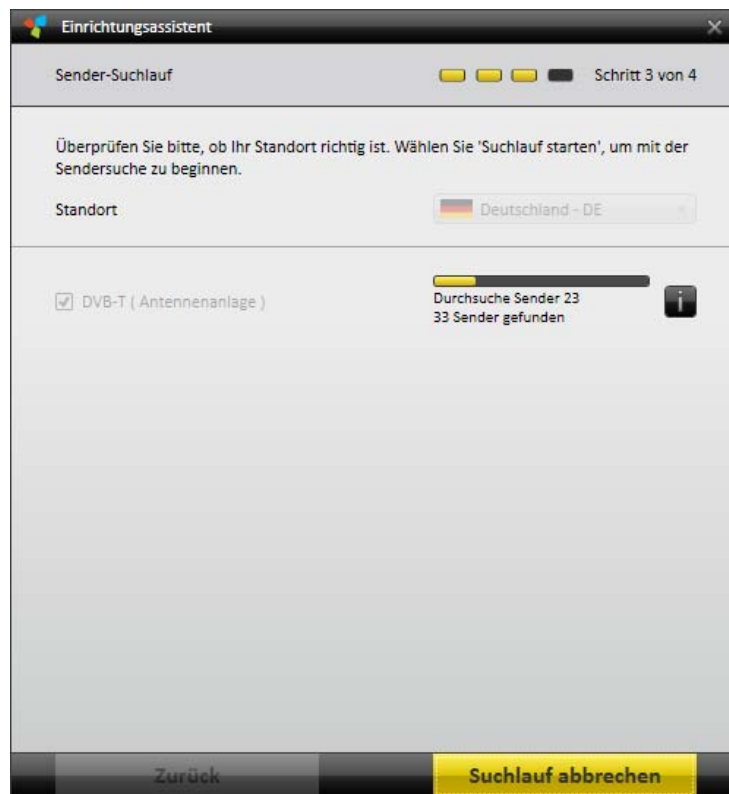 Einrichtungsassistent
Sender-Suchlauf
Schritt 3 von 4
Überprüfen Sie bitte, ob Ihr Standort richtig ist. Wählen Sie 'Suchlauf starten', um mit der
Sendersuche zu beginnen.
Standort
Deutschland - DE
DVB-T ( Antennenanlage )
Durchsuche Sender 23
33 Sender gefunden
i
Zurück
Suchlauf abbrechen